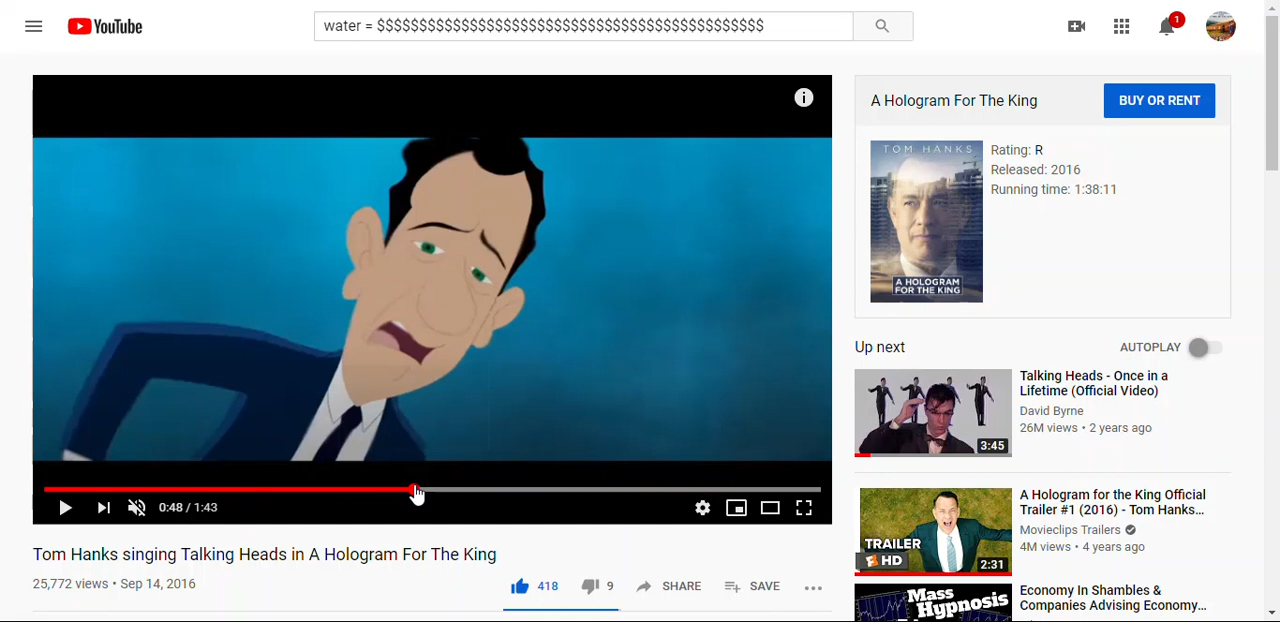 YouTube
water = $$$$$$$$$$$$$$$$$$$$$$$$$$$$$$$$$$$$$$$$$$$$$$$
1
i
0:48 / 1:43
Tom Hanks singing Talking Heads in A Hologram For The King
25,772 views • Sep 14, 2016
418
9
SHARE
SAVE
A Hologram For The King
BUY OR RENT
TOM HANKS
A HOLOGRAM
FOR THE KING
Rating: R
Released: 2016
Running time: 1:38:11
Up next
AUTOPLAY
3:45
Talking Heads - Once in a
Lifetime (Official Video)
David Byrne
26M views • 2 years ago
TRAILER
HD
2:31
A Hologram for the King Official
Trailer #1 (2016) - Tom Hanks...
Movieclips Trailers
4M views • 4 years ago
Mass
Hypnosis
Economy In Shambles &
Companies Advising Economy...